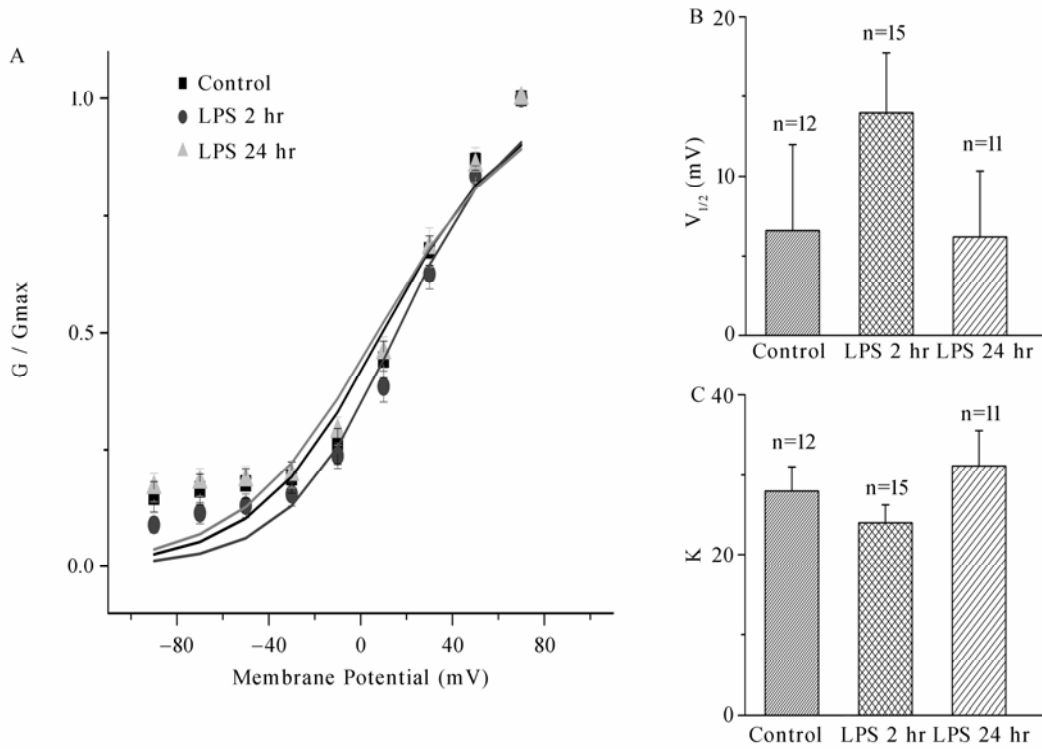 A
Control
LPS 2 hr
LPS 24 hr
1.0
0.5
0.0
G / Gmax
−80
−40
0
40
80
Membrane Potential (mV)
B
20
10
0
V1/2 (mV)
n=12
n=15
n=11
Control
LPS 2 hr
LPS 24 hr
C
40
20
0
K
n=12
n=15
n=11
Control
LPS 2 hr
LPS 24 hr